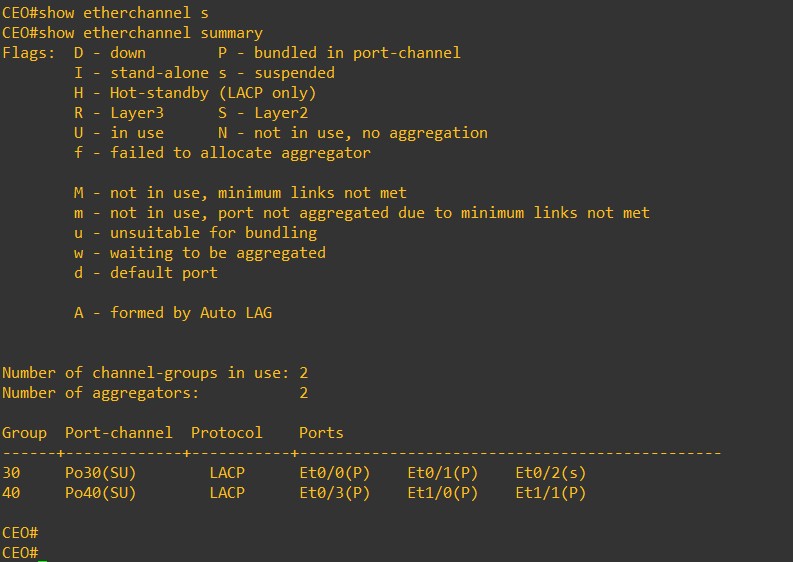 CEO#show etherchannel s
CEO#show etherchannel summary
Flags:  D - down        P - bundled in port-channel
        I - stand-alone s - suspended
        H - Hot-standby (LACP only)
        R - Layer3      S - Layer2
        U - in use      N - not in use, no aggregation
        f - failed to allocate aggregator

        M - not in use, minimum links not met
        m - not in use, port not aggregated due to minimum links not met
        u - unsuitable for bundling
        w - waiting to be aggregated
        d - default port

        A - formed by Auto LAG


Number of channel-groups in use: 2
Number of aggregators:           2

Group  Port-channel  Protocol    Ports
------+-------------+-----------+-----------------------------------------------
30     Po30(SU)        LACP      Et0/0(P)    Et0/1(P)    Et0/2(s)
40     Po40(SU)        LACP      Et0/3(P)    Et1/0(P)    Et1/1(P)

CEO#
CEO#